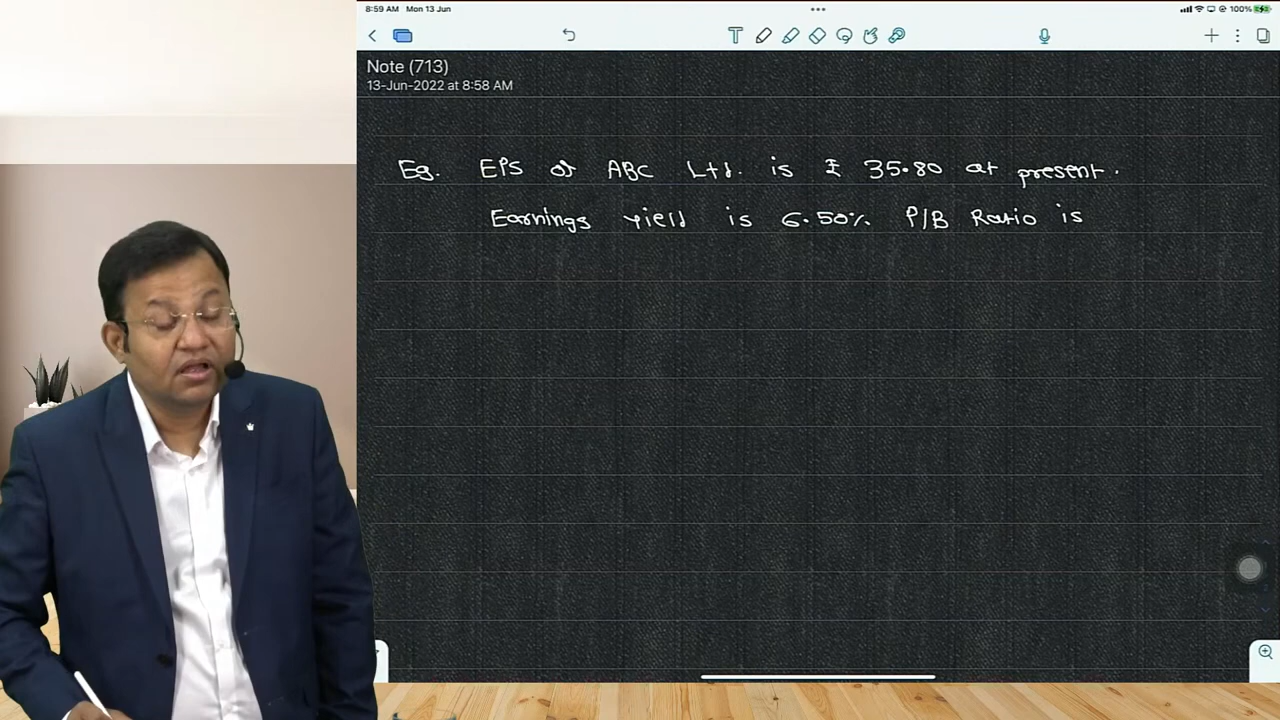 8:59 AM Mon 13 Jun
100%
Note (713)
13-Jun-2022 at 8:58 AM
Eg. EPS of ABC Ltd. is ₹ 35.80 at present.
Earnings yield is 6.50% P/B Ratio is